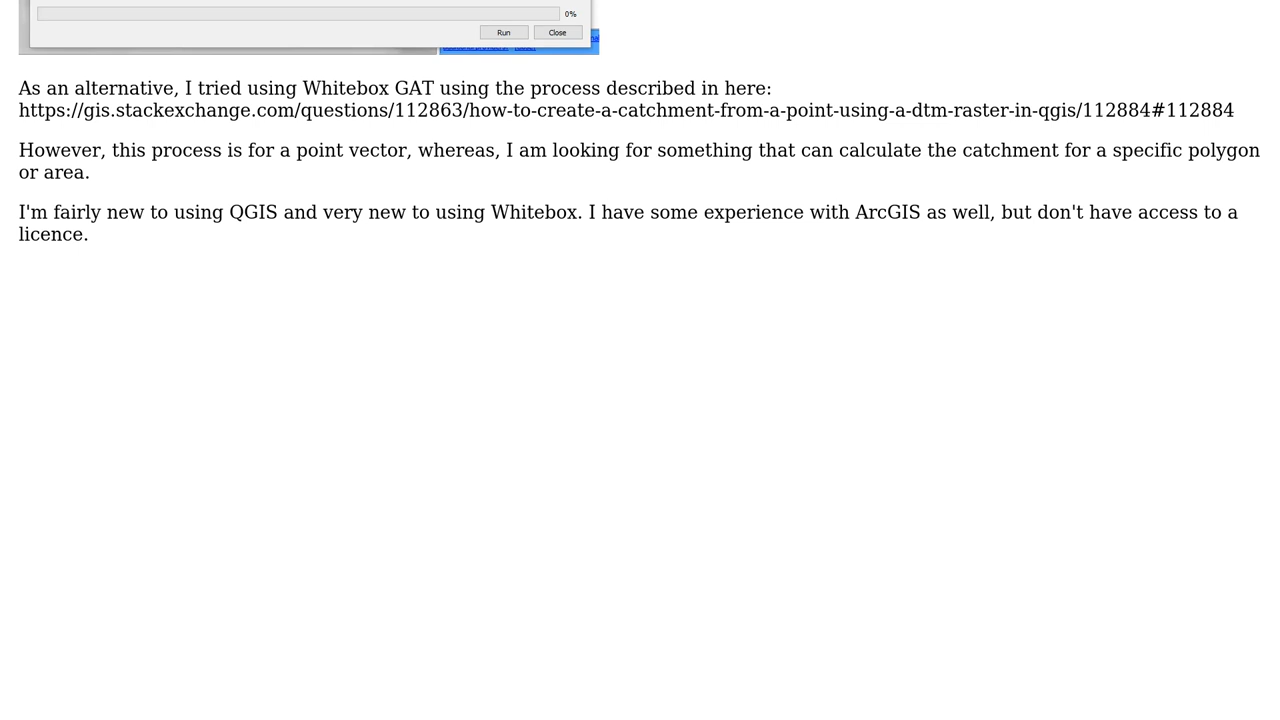 0%
Run Close
As an alternative, I tried using Whitebox GAT using the process described in here:
https://gis.stackexchange.com/questions/112863/how-to-create-a-catchment-from-a-point-using-a-dtm-raster-in-qgis/112884#112884
However, this process is for a point vector, whereas, I am looking for something that can calculate the catchment for a specific polygon
or area.
I'm fairly new to using QGIS and very new to using Whitebox. I have some experience with ArcGIS as well, but don't have access to a
licence.